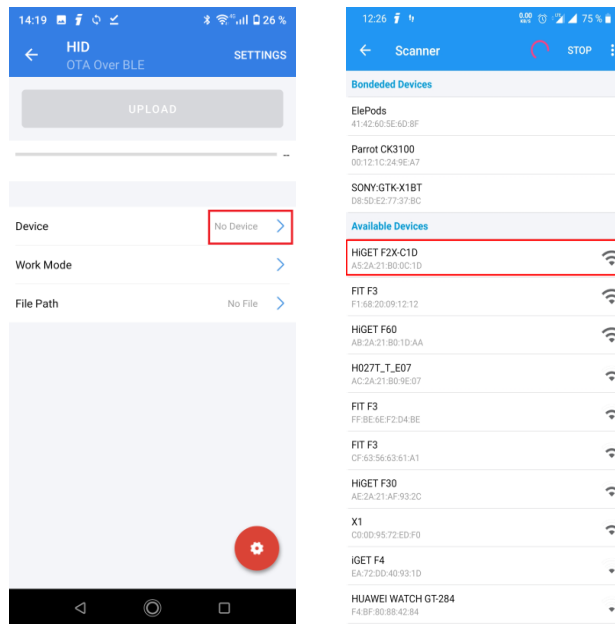 14:19
26 %
HID
OTA Over BLE
SETTINGS
UPLOAD
--
Device
No Device
Work Mode
File Path
No File
12:26
0.00
75 %
Scanner
STOP
Bondeded Devices
ElePods
41:42:60:5E:6D:8F
Parrot CK3100
00:12:1C:24:9E:A7
SONY:GTK-X1BT
D8:5D:E2:77:37:BC
Available Devices
HiGET F2X-C1D
A5:2A:21:B0:0C:1D
FIT F3
F1:68:20:09:12:12
HiGET F60
AB:2A:21:B0:1D:AA
H027T_T_E07
AC:2A:21:B0:9E:07
FIT F3
FF:BE:6E:F2:D4:BE
FIT F3
CF:63:56:63:61:A1
HiGET F30
AE:2A:21:AF:93:2C
X1
C0:0D:95:72:ED:F0
iGET F4
EA:72:DD:40:93:1D
HUAWEI WATCH GT-284
F4:BF:80:88:42:84